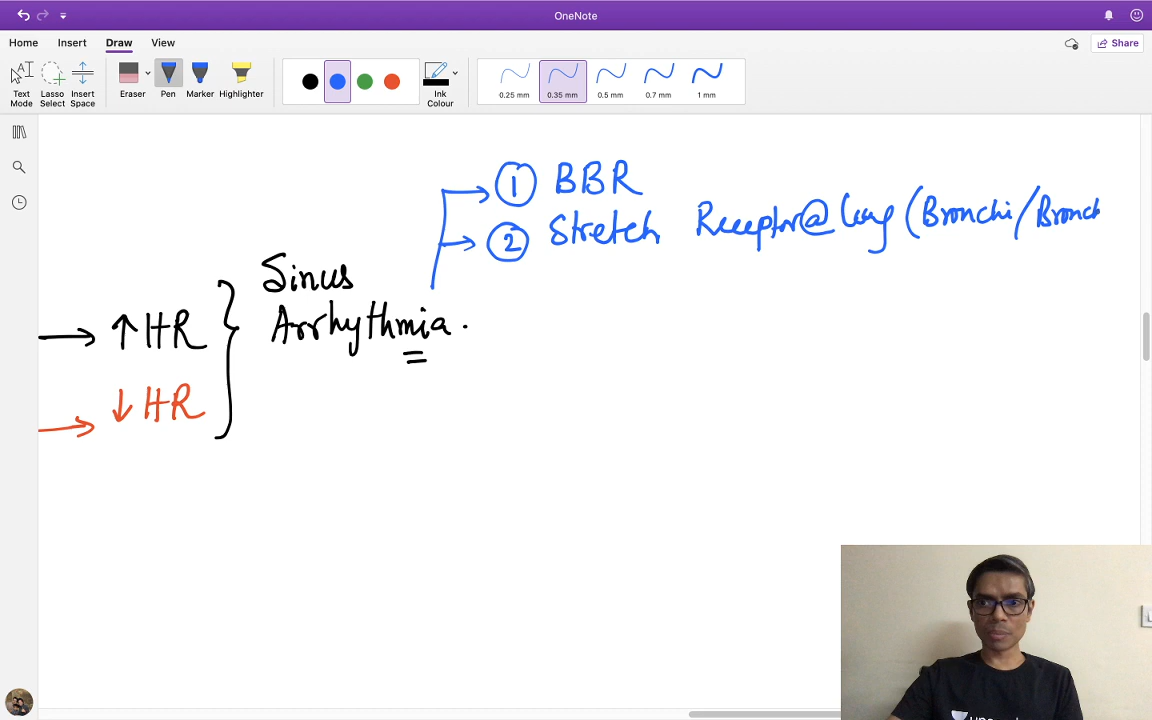 OneNote
Home Insert Draw View
Share
Text Mode
Lasso Select
Insert Space
Eraser
Pen
Marker
Highlighter
Ink Colour
0.25 mm
0.35 mm
0.5 mm
0.7 mm
1 mm
① BBR
② Stretch Receptor@ Lung (Bronchi/Bronch
Sinus
Arrhythmia.
→ ↑ HR
→ ↓ HR